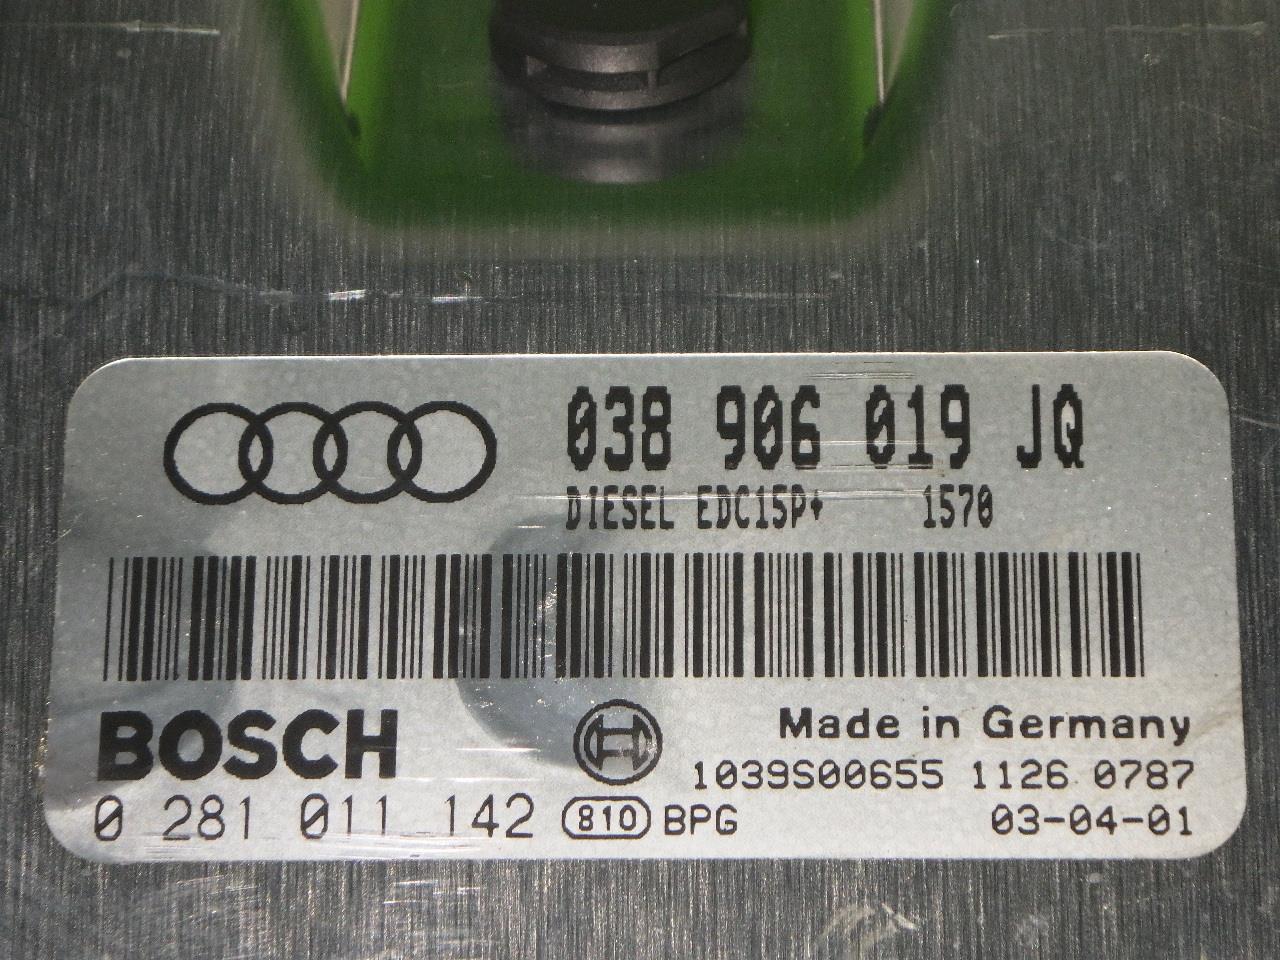 038 906 019 JQ
DIESEL EDC15P+ 1570
BOSCH
Made in Germany
1039S00655 1126 0787
0 281 011 142 810 BPG 03-04-01